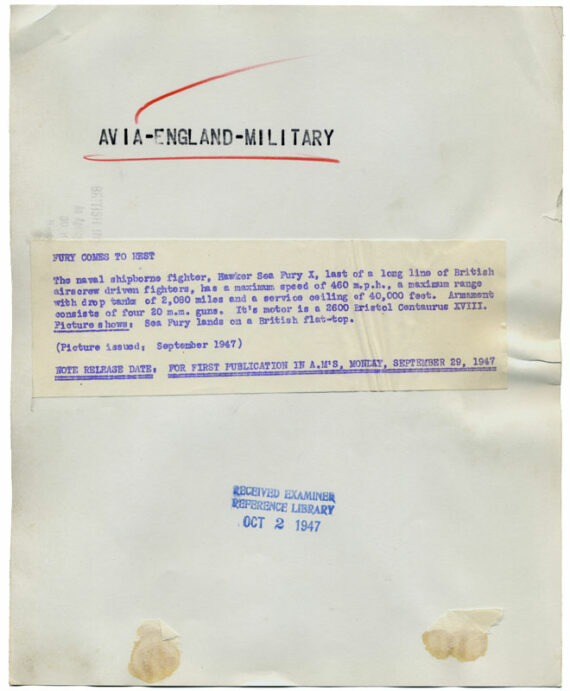 AVIA-ENGLAND-MILITARY
BRITISH
FURY COMES TO REST
The naval shipborne fighter, Hawker Sea Fury X, last of a long line of British
airscrew driven fighters, has a maximum speed of 460 m.p.h., a maximum range
with drop tanks of 2,080 miles and a service ceiling of 40,000 feet. Armament
consists of four 20 m.m. guns. It's motor is a 2600 Bristol Centaurus XVIII.
Picture shows: Sea Fury lands on a British flat-top.
(Picture issued: September 1947)
NOTE RELEASE DATE: FOR FIRST PUBLICATION IN A.M'S, MONDAY, SEPTEMBER 29, 1947
RECEIVED EXAMINER
REFERENCE LIBRARY
OCT 2 1947